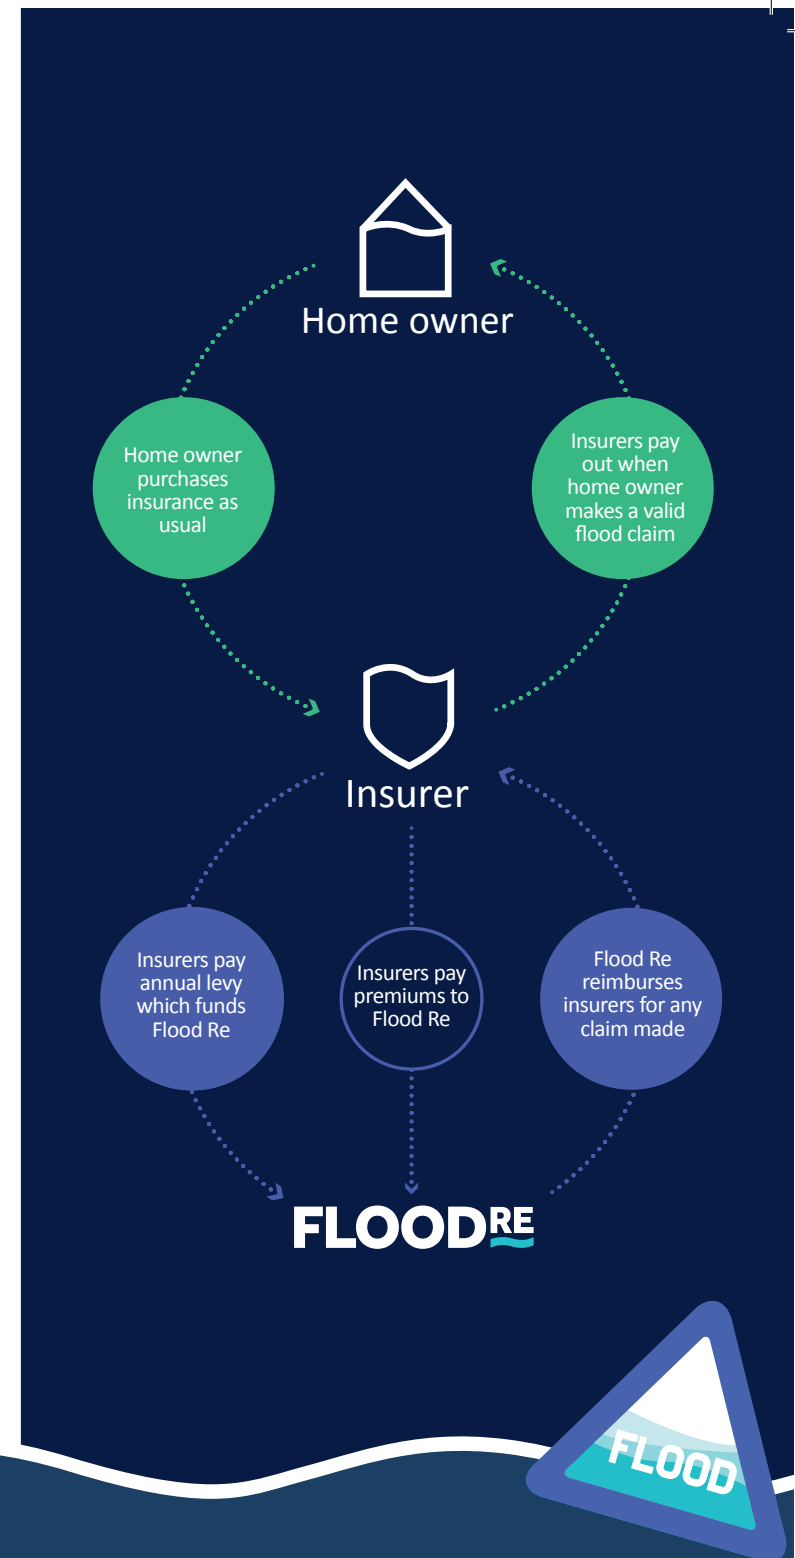 Home owner
Home owner
purchases
insurance as
usual
Insurers pay
out when
home owner
makes a valid
flood claim
Insurer
Insurers pay
annual levy
which funds
Flood Re
Insurers pay
premiums to
Flood Re
Flood Re
reimburses
insurers for any
claim made
FLOODRE
FLOOD